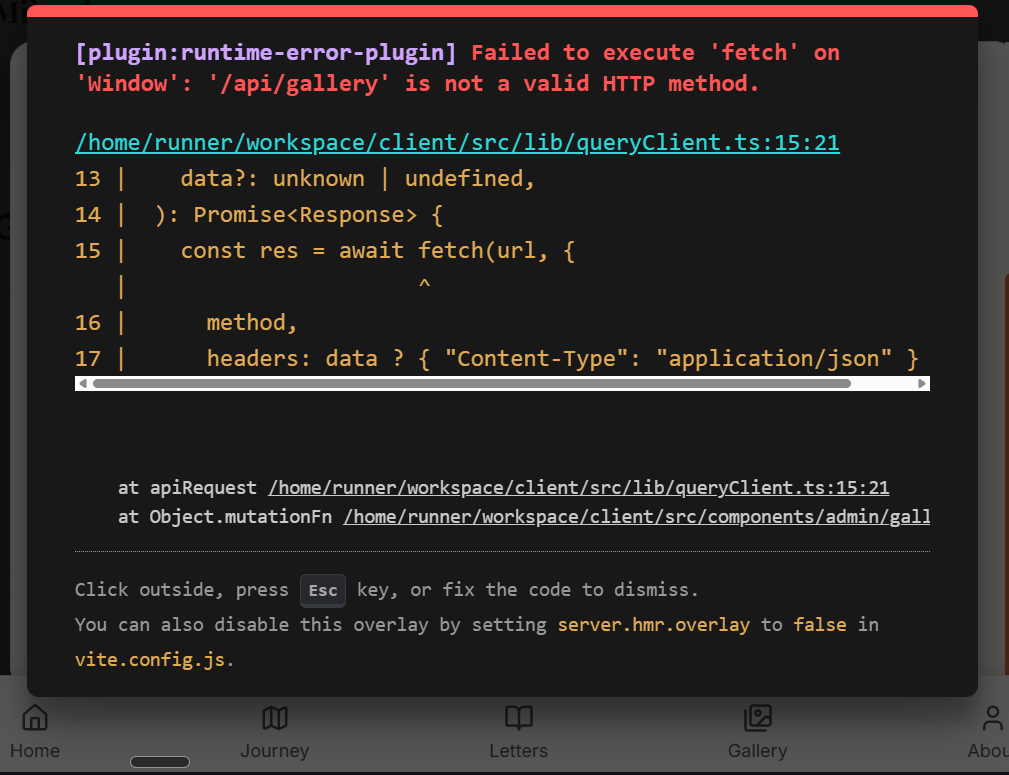 [plugin:runtime-error-plugin] Failed to execute 'fetch' on
'Window': '/api/gallery' is not a valid HTTP method.
/home/runner/workspace/client/src/lib/queryClient.ts:15:21
13 |    data?: unknown | undefined,
14 |  ): Promise<Response> {
15 |    const res = await fetch(url, {
   |                      ^
16 |      method,
17 |      headers: data ? { "Content-Type": "application/json" }
at apiRequest /home/runner/workspace/client/src/lib/queryClient.ts:15:21
at Object.mutationFn /home/runner/workspace/client/src/components/admin/gall
Click outside, press Esc key, or fix the code to dismiss.
You can also disable this overlay by setting server.hmr.overlay to false in
vite.config.js.
Home Journey Letters Gallery Abou